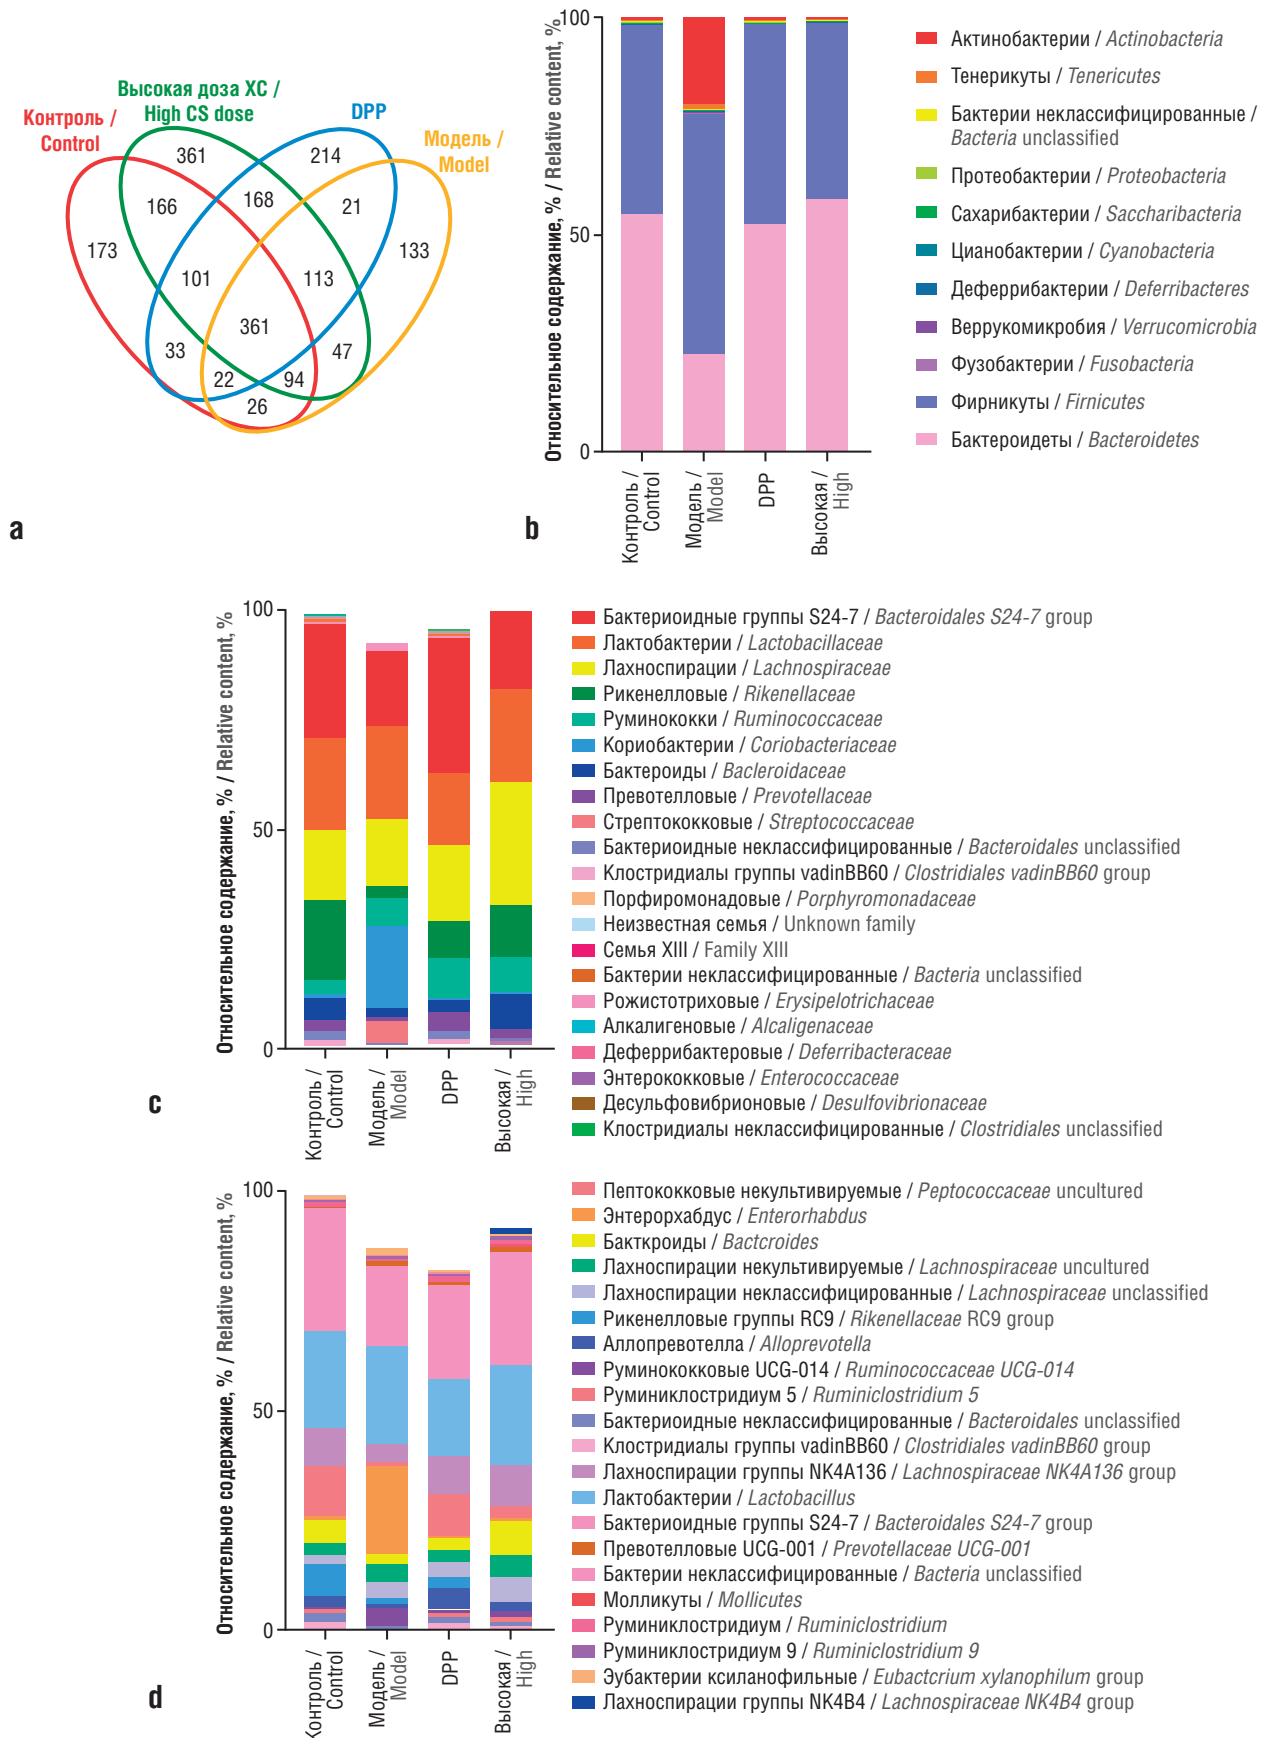 Высокая доза ХС /
High CS dose
DPP
Контроль /
Control
Модель /
Model
361
214
166
168
21
173
133
101
113
361
33
47
22
94
26
a
Относительное содержание, % / Relative content, %
100
50
0
Контроль /
Control
Модель /
Model
DPP
Высокая /
High
Актинобактерии / Actinobacteria
Тенерикуты / Tenericutes
Бактерии неклассифицированные /
Bacteria unclassified
Протеобактерии / Proteobacteria
Сахарибактерии / Saccharibacteria
Цианобактерии / Cyanobacteria
Деферрибактерии / Deferribacteres
Веррукомикробия / Verrucomicrobia
Фузобактерии / Fusobacteria
Фирникуты / Firnicutes
Бактероидеты / Bacteroidetes
b
Относительное содержание, % / Relative content, %
100
50
0
Контроль /
Control
Модель /
Model
DPP
Высокая /
High
Бактериоидные группы S24-7 / Bacteroidales S24-7 group
Лактобактерии / Lactobacillaceae
Лахноспирации / Lachnospiraceae
Рикенелловые / Rikenellaceae
Руминококки / Ruminococcaceae
Кориобактерии / Coriobacteriaceae
Бактероиды / Bacleroidaceae
Превотелловые / Prevotellaceae
Стрептококковые / Streptococcaceae
Бактериоидные неклассифицированные / Bacteroidales unclassified
Клостридиалы группы vadinBB60 / Clostridiales vadinBB60 group
Порфиромонадовые / Porphyromonadaceae
Неизвестная семья / Unknown family
Семья XIII / Family XIII
Бактерии неклассифицированные / Bacteria unclassified
Рожистотриховые / Erysipelotrichaceae
Алкалигеновые / Alcaligenaceae
Деферрибактеровые / Deferribacteraceae
Энтерококковые / Enterococcaceae
Десульфовибрионовые / Desulfovibrionaceae
Клостридиалы неклассифицированные / Clostridiales unclassified
c
Относительное содержание, % / Relative content, %
100
50
0
Контроль /
Control
Модель /
Model
DPP
Высокая /
High
Пептококковые некультивируемые / Peptococcaceae uncultured
Энтерорхабдус / Enterorhabdus
Бакткроиды / Bactcroides
Лахноспирации некультивируемые / Lachnospiraceae uncultured
Лахноспирации неклассифицированные / Lachnospiraceae unclassified
Рикенелловые группы RC9 / Rikenellaceae RC9 group
Аллопревотелла / Alloprevotella
Руминококковые UCG-014 / Ruminococcaceae UCG-014
Руминиклостридиум 5 / Ruminiclostridium 5
Бактериоидные неклассифицированные / Bacteroidales unclassified
Клостридиалы группы vadinBB60 / Clostridiales vadinBB60 group
Лахноспирации группы NK4A136 / Lachnospiraceae NK4A136 group
Лактобактерии / Lactobacillus
Бактериоидные группы S24-7 / Bacteroidales S24-7 group
Превотелловые UCG-001 / Prevotellaceae UCG-001
Бактерии неклассифицированные / Bacteria unclassified
Молликуты / Mollicutes
Руминиклостридиум / Ruminiclostridium
Руминиклостридиум 9 / Ruminiclostridium 9
Эубактерии ксиланофильные / Eubactcrium xylanophilum group
Лахноспирации группы NK4B4 / Lachnospiraceae NK4B4 group
d